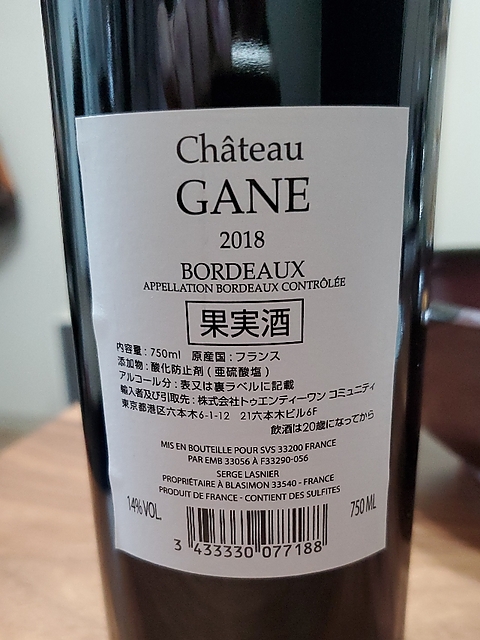 Château
GANE
2018
BORDEAUX
APPELLATION BORDEAUX CONTRÔLÉE
果実酒
内容量：750ml 原産国：フランス
添加物：酸化防止剤（亜硫酸塩）
アルコール分：表又は裏ラベルに記載
輸入者及び引取先：株式会社トゥエンティーワン コミュニティ
東京都港区六本木6-1-12 21六本木ビル6F
飲酒は20歳になってから
MIS EN BOUTEILLE POUR SVS 33200 FRANCE
PAR EMB 33056 À F33290-056
SERGE LASNIER
PROPRIÉTAIRE À BLASIMON 33540 - FRANCE
PRODUIT DE FRANCE - CONTIENT DES SULFITES
14% VOL.
750 ML
3 433330 077188